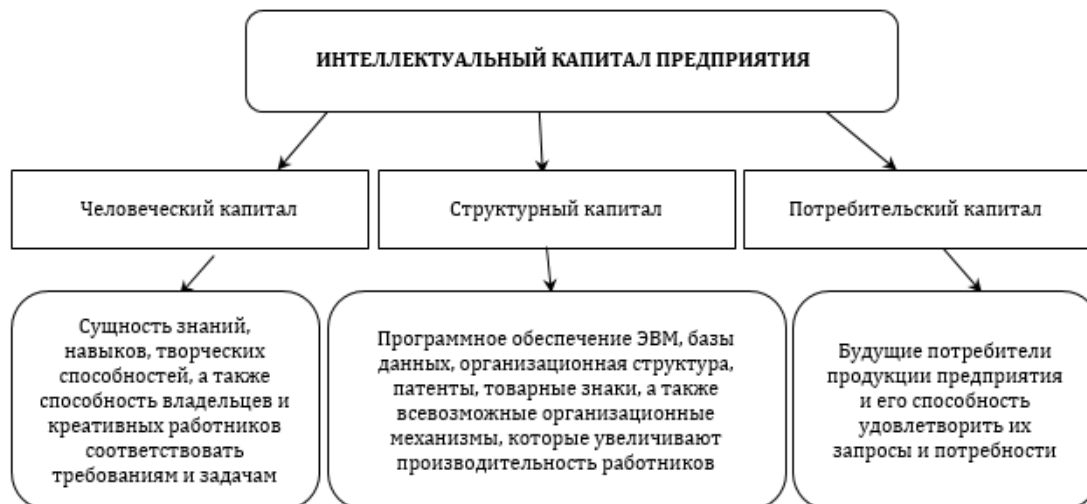 ИНТЕЛЛЕКТУАЛЬНЫЙ КАПИТАЛ ПРЕДПРИЯТИЯ
Человеческий капитал
Структурный капитал
Потребительский капитал
Сущность знаний,
навыков, творческих
способностей, а также
способность владельцев и
креативных работников
соответствовать
требованиям и задачам
Программное обеспечение ЭВМ, базы
данных, организационная структура,
патенты, товарные знаки, а также
всевозможные организационные
механизмы, которые увеличивают
производительность работников
Будущие потребители
продукции предприятия
и его способность
удовлетворить их
запросы и потребности